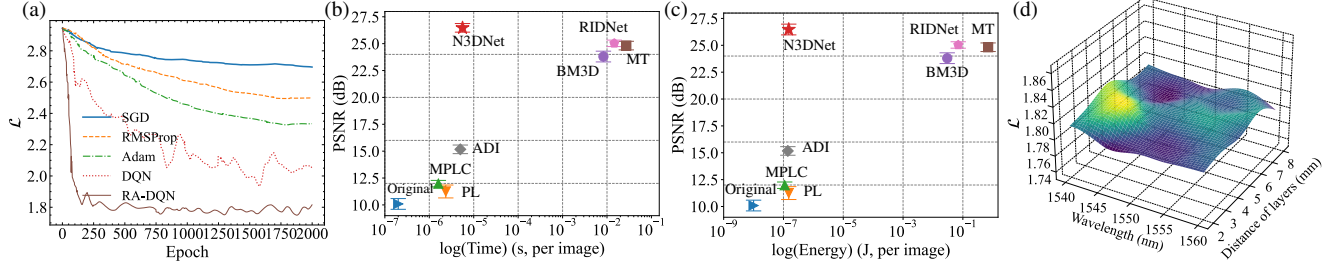 (a)
2.8
2.6
2.4
2.2
2.0
1.8
ℒ
SGD
RMSProp
Adam
DQN
RA-DQN
0 250 500 750 1000 1250 1500 1750 2000
Epoch
(b)
25.0
22.5
20.0
17.5
15.0
12.5
10.0
PSNR (dB)
N3DNet
RIDNet
MT
BM3D
ADI
MPLC
PL
Original
10⁻⁷ 10⁻⁶ 10⁻⁵ 10⁻⁴ 10⁻³ 10⁻² 10⁻¹
log(Time) (s, per image)
(c)
25.0
22.5
20.0
17.5
15.0
12.5
10.0
PSNR (dB)
N3DNet
RIDNet
MT
BM3D
ADI
MPLC
PL
Original
10⁻⁹ 10⁻⁷ 10⁻⁵ 10⁻³ 10⁻¹
log(Energy) (J, per image)
(d)
1.86
1.84
1.82
1.80
1.78
1.76
1.74
ℒ
1540 1545 1550 1555 1560
Wavelength (nm)
2 3 4 5 6 7 8
Distance of layers (mm)